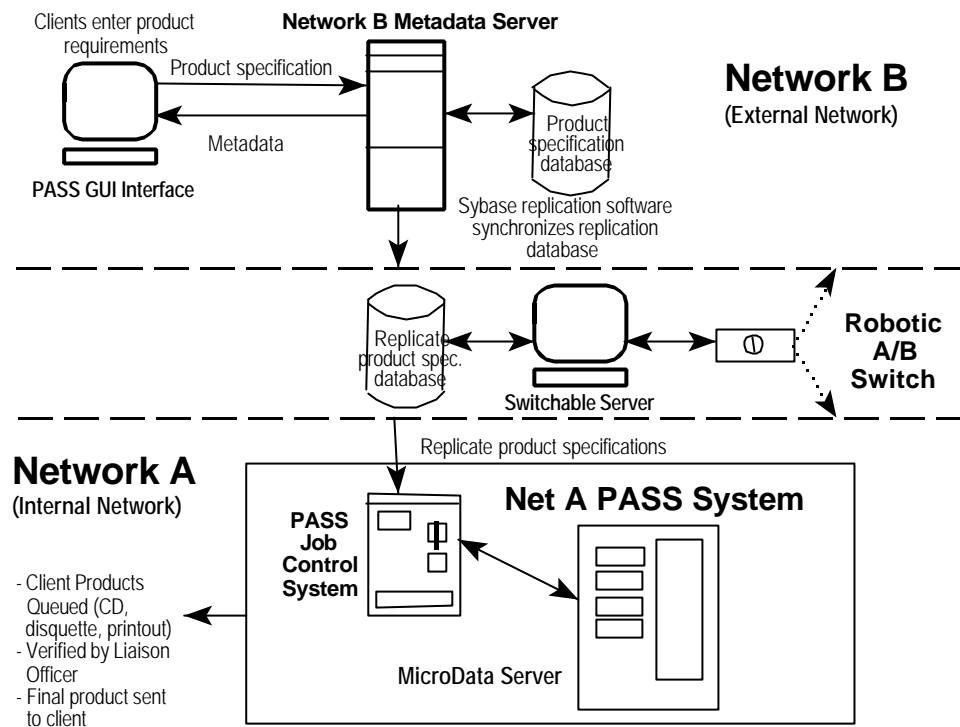 Clients enter product
requirements
Network B Metadata Server
Product specification
Metadata
PASS GUI Interface
Product
specification
database
Sybase replication software
synchronizes replication
database
Network B
(External Network)
Replicate
product spec.
database
Switchable Server
Robotic
A/B
Switch
Replicate product specifications
Network A
(Internal Network)
Net A PASS System
PASS
Job
Control
System
MicroData Server
- Client Products
Queued (CD,
disquette, printout)
- Verified by Liaison
Officer
- Final product sent
to client